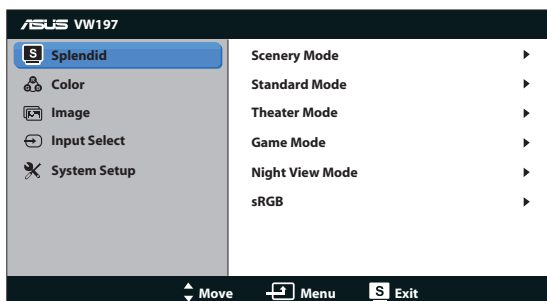 ASUS VW197
S Splendid
Color
Image
Input Select
System Setup
Scenery Mode
Standard Mode
Theater Mode
Game Mode
Night View Mode
sRGB
Move Menu S Exit